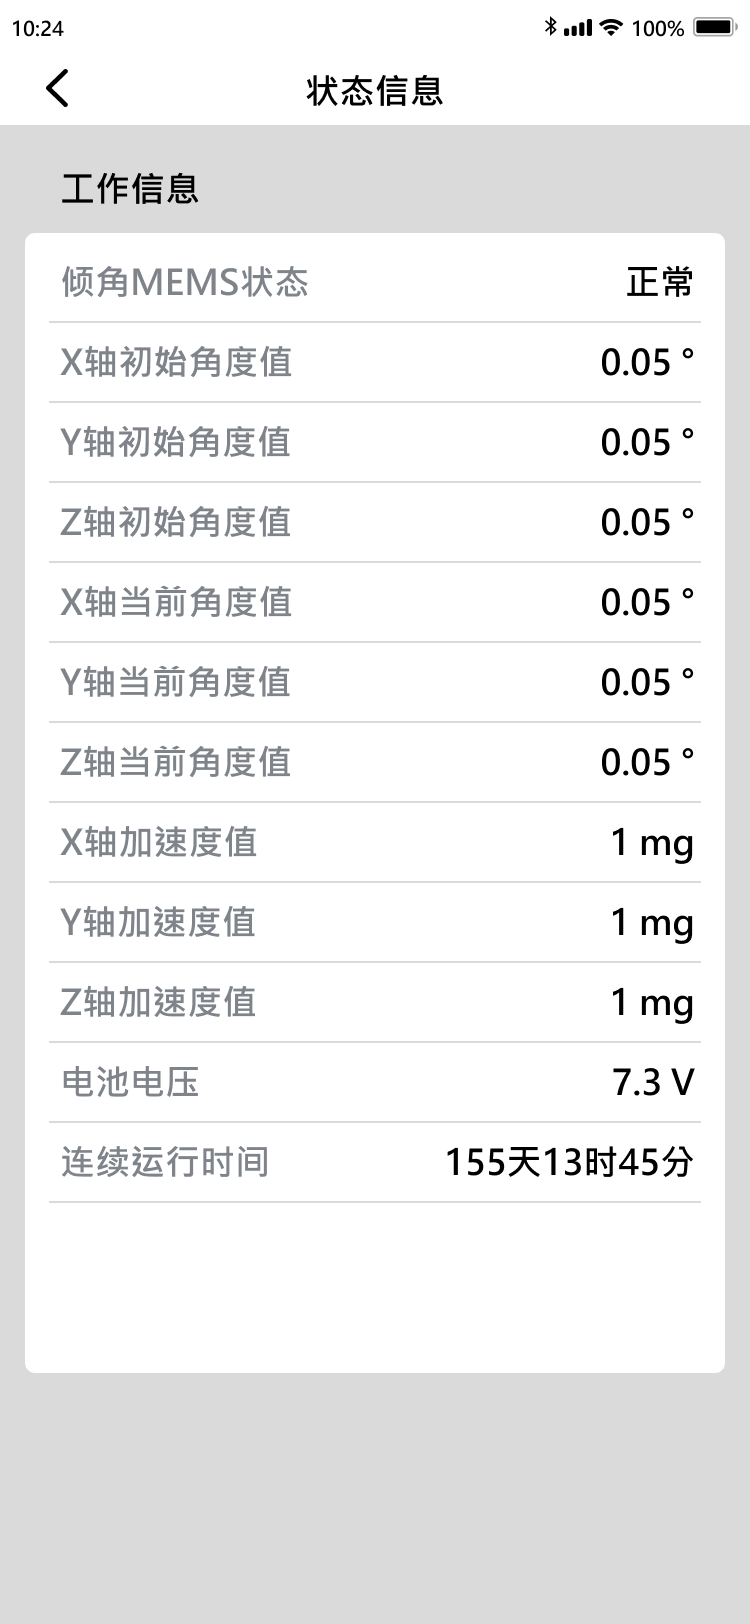 10:24 100%
状态信息
工作信息
倾角MEMS状态 正常
X轴初始角度值 0.05 °
Y轴初始角度值 0.05 °
Z轴初始角度值 0.05 °
X轴当前角度值 0.05 °
Y轴当前角度值 0.05 °
Z轴当前角度值 0.05 °
X轴加速度值 1 mg
Y轴加速度值 1 mg
Z轴加速度值 1 mg
电池电压 7.3 V
连续运行时间 155天13时45分